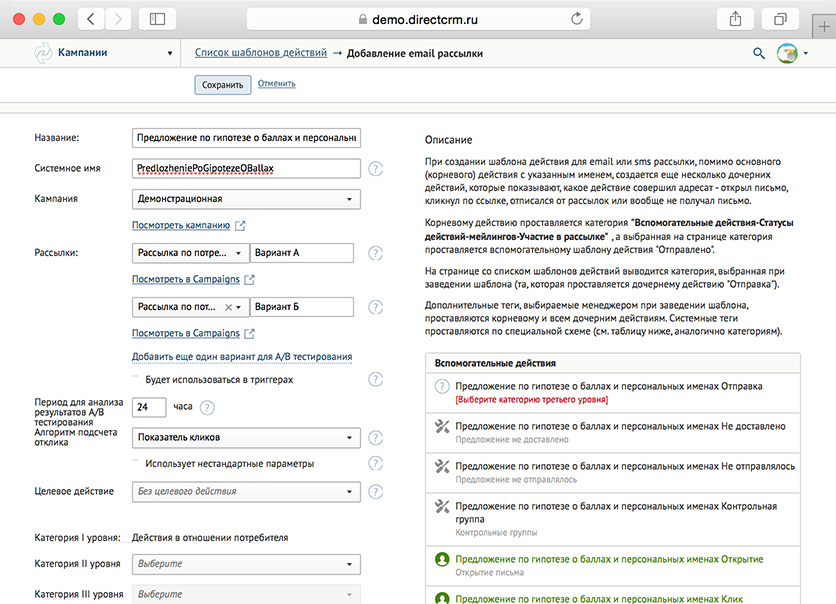 demo.directcrm.ru
Кампании
Список шаблонов действий → Добавление email рассылки
Сохранить
Отменить
Название:
Предложение по гипотезе о баллах и персональны
Системное имя
PredlozheniePoGipotezeOBallax
?
Кампания
Демонстрационная
Посмотреть кампанию
Рассылки:
Рассылка по потре...
Вариант А
?
Посмотреть в Campaigns
Рассылка по пот...
Вариант Б
?
Посмотреть в Campaigns
Добавить еще один вариант для A/B тестирования
Будет использоваться в триггерах
?
Период для анализа
результатов A/B
тестирования
24
часа
?
Алгоритм подсчета
отклика
Показатель кликов
?
Использует нестандартные параметры
?
Целевое действие
Без целевого действия
?
Категория I уровня:
Действия в отношении потребителя
Категория II уровня
Выберите
Категория III уровня
Выберите
Описание
При создании шаблона действия для email или sms рассылки, помимо основного
(корневого) действия с указанным именем, создается еще несколько дочерних
действий, которые показывают, какое действие совершил адресат - открыл письмо,
кликнул по ссылке, отписался от рассылок или вообще не получал письмо.
Корневому действию проставляется категория "Вспомогательные действия-Статусы
действий-мейлингов-Участие в рассылке" , а выбранная на странице категория
проставляется вспомогательному шаблону действия "Отправлено".
На странице со списком шаблонов действий выводится категория, выбранная при
заведении шаблона (та, которая проставляется дочернему действию "Отправка").
Дополнительные теги, выбираемые менеджером при заведении шаблона,
проставляются корневому и всем дочерним действиям. Системные теги
проставляются по специальной схеме (см. таблицу ниже, аналогично категориям).
Вспомогательные действия
?
Предложение по гипотезе о баллах и персональных именах Отправка
[Выберите категорию третьего уровня]
Предложение по гипотезе о баллах и персональных именах Не доставлено
Предложение не доставлено
Предложение по гипотезе о баллах и персональных именах Не отправлялось
Предложение не отправлялось
Предложение по гипотезе о баллах и персональных именах Контрольная
группа
Контрольные группы
Предложение по гипотезе о баллах и персональных именах Открытие
Открытие письма
Предложение по гипотезе о баллах и персональных именах Клик